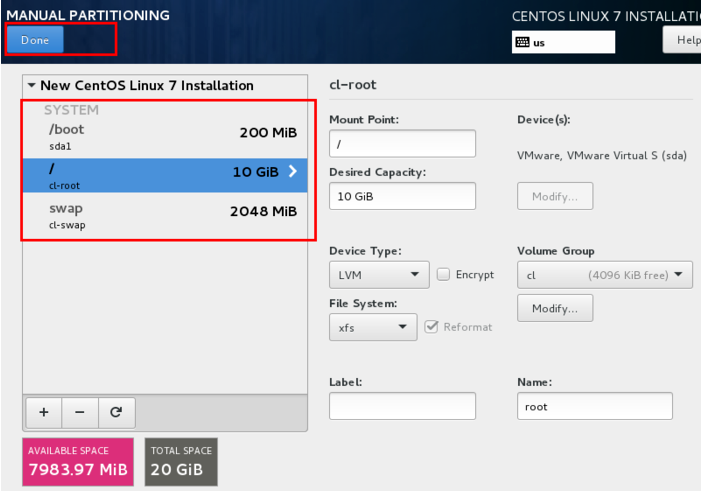 MANUAL PARTITIONING
CENTOS LINUX 7 INSTALLATI
Done
us
Help
New CentOS Linux 7 Installation
SYSTEM
/boot
200 MiB
sda1
/
10 GiB
cl-root
swap
2048 MiB
cl-swap
cl-root
Mount Point:
Device(s):
/
VMware, VMware Virtual S (sda)
Desired Capacity:
10 GiB
Modify...
Device Type:
Volume Group
LVM
Encrypt
cl (4096 KiB free)
File System:
Modify...
xfs
Reformat
Label:
Name:
root
+ -
AVAILABLE SPACE
7983.97 MiB
TOTAL SPACE
20 GiB